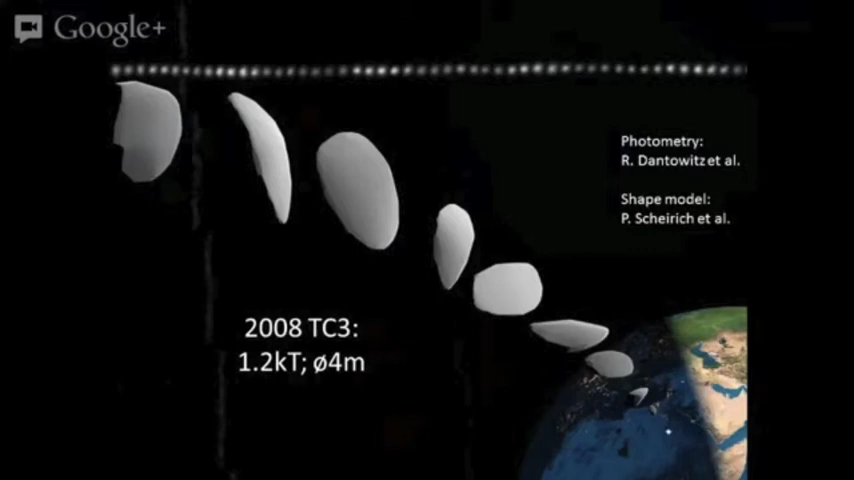 Google+
Photometry:
R. Dantowitz et al.
Shape model:
P. Scheirich et al.
2008 TC3:
1.2kT; ø4m